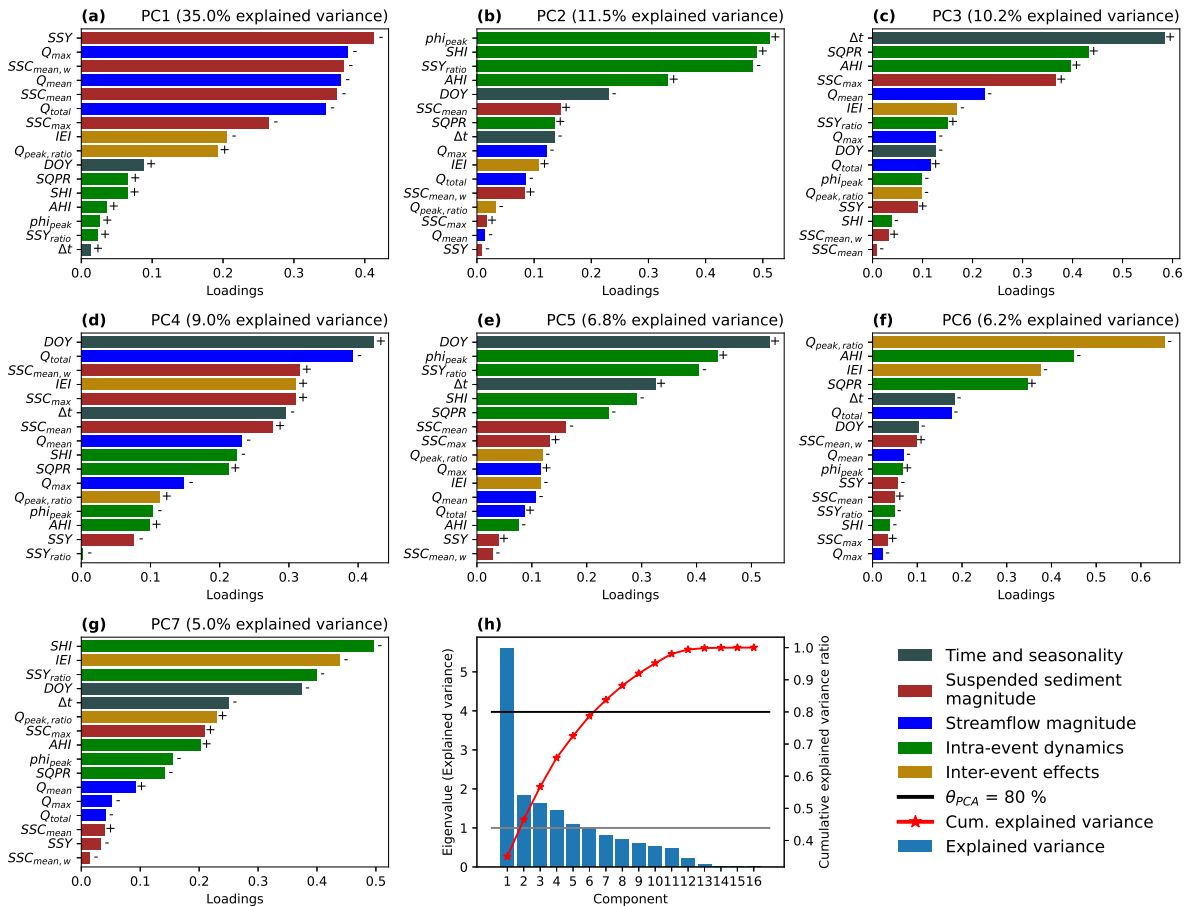 (a) PC1 (35.0% explained variance)
SSY -
Q_max -
SSC_mean,w -
Q_mean -
SSC_mean -
Q_total -
SSC_max -
IEI -
Q_peak,ratio +
DOY +
SQPR +
SHI +
AHI +
phi_peak +
SSY_ratio +
Δt +
0.0 0.1 0.2 0.3 0.4
Loadings
(b) PC2 (11.5% explained variance)
phi_peak +
SHI +
SSY_ratio -
AHI +
DOY -
SSC_mean +
SQPR +
Δt -
Q_max -
IEI +
Q_total -
SSC_mean,w +
Q_peak,ratio -
SSC_max +
Q_mean -
SSY -
0.0 0.1 0.2 0.3 0.4 0.5
Loadings
(c) PC3 (10.2% explained variance)
Δt +
SQPR +
AHI +
SSC_max +
Q_mean -
IEI -
SSY_ratio +
Q_max -
DOY -
Q_total +
phi_peak -
Q_peak,ratio -
SSY +
SHI -
SSC_mean,w +
SSC_mean -
0.0 0.1 0.2 0.3 0.4 0.5 0.6
Loadings
(d) PC4 (9.0% explained variance)
DOY +
Q_total -
SSC_mean,w +
IEI +
SSC_max +
Δt -
SSC_mean +
Q_mean -
SHI -
SQPR +
Q_max -
Q_peak,ratio +
phi_peak -
AHI +
SSY -
SSY_ratio -
0.0 0.1 0.2 0.3 0.4
Loadings
(e) PC5 (6.8% explained variance)
DOY +
phi_peak +
SSY_ratio -
Δt +
SHI -
SQPR -
SSC_mean -
SSC_max +
Q_peak,ratio -
Q_max +
IEI -
Q_mean -
Q_total +
AHI -
SSY +
SSC_mean,w -
0.0 0.1 0.2 0.3 0.4 0.5
Loadings
(f) PC6 (6.2% explained variance)
Q_peak,ratio -
AHI -
IEI -
SQPR +
Δt -
Q_total -
DOY -
SSC_mean,w +
Q_mean -
phi_peak +
SSY -
SSC_mean +
SSY_ratio -
SHI -
SSC_max +
Q_max -
0.0 0.1 0.2 0.3 0.4 0.5 0.6
Loadings
(g) PC7 (5.0% explained variance)
SHI -
IEI -
SSY_ratio -
DOY -
Δt -
Q_peak,ratio +
SSC_max +
AHI +
phi_peak -
SQPR -
Q_mean +
Q_max -
Q_total -
SSC_mean +
SSY -
SSC_mean,w -
0.0 0.1 0.2 0.3 0.4 0.5
Loadings
(h)
Eigenvalue (Explained variance)
5
4
3
2
1
0
1 2 3 4 5 6 7 8 9 10 11 12 13 14 15 16
Component
1.0
0.9
0.8
0.7
0.6
0.5
0.4
Cumulative explained variance ratio
Time and seasonality
Suspended sediment
magnitude
Streamflow magnitude
Intra-event dynamics
Inter-event effects
θ_PCA = 80 %
Cum. explained variance
Explained variance